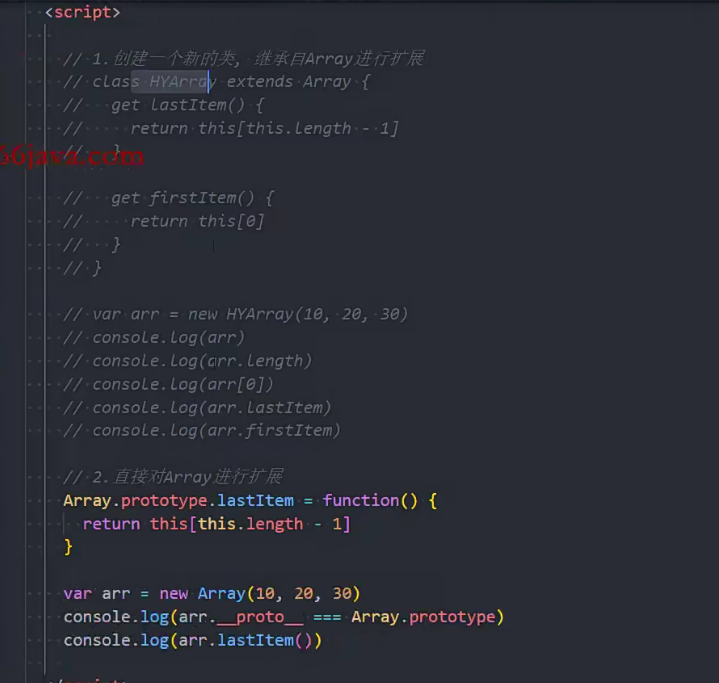 <script>
// 1.创建一个新的类, 继承自Array进行扩展
// class HYArray extends Array {
//   get lastItem() {
//     return this[this.length - 1]
//   }
66java.com
//   get firstItem() {
//     return this[0]
//   }
// }
// var arr = new HYArray(10, 20, 30)
// console.log(arr)
// console.log(arr.length)
// console.log(arr[0])
// console.log(arr.lastItem)
// console.log(arr.firstItem)
// 2.直接对Array进行扩展
Array.prototype.lastItem = function() {
  return this[this.length - 1]
}
var arr = new Array(10, 20, 30)
console.log(arr.__proto__ === Array.prototype)
console.log(arr.lastItem())